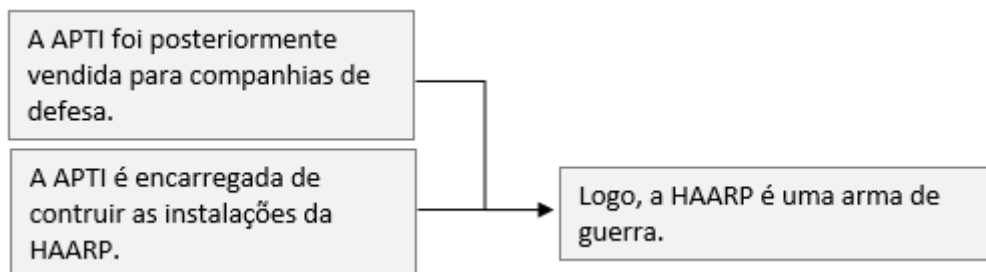 A APTI foi posteriormente
vendida para companhias de
defesa.
A APTI é encarregada de
contruir as instalações da
HAARP.
Logo, a HAARP é uma arma de
guerra.